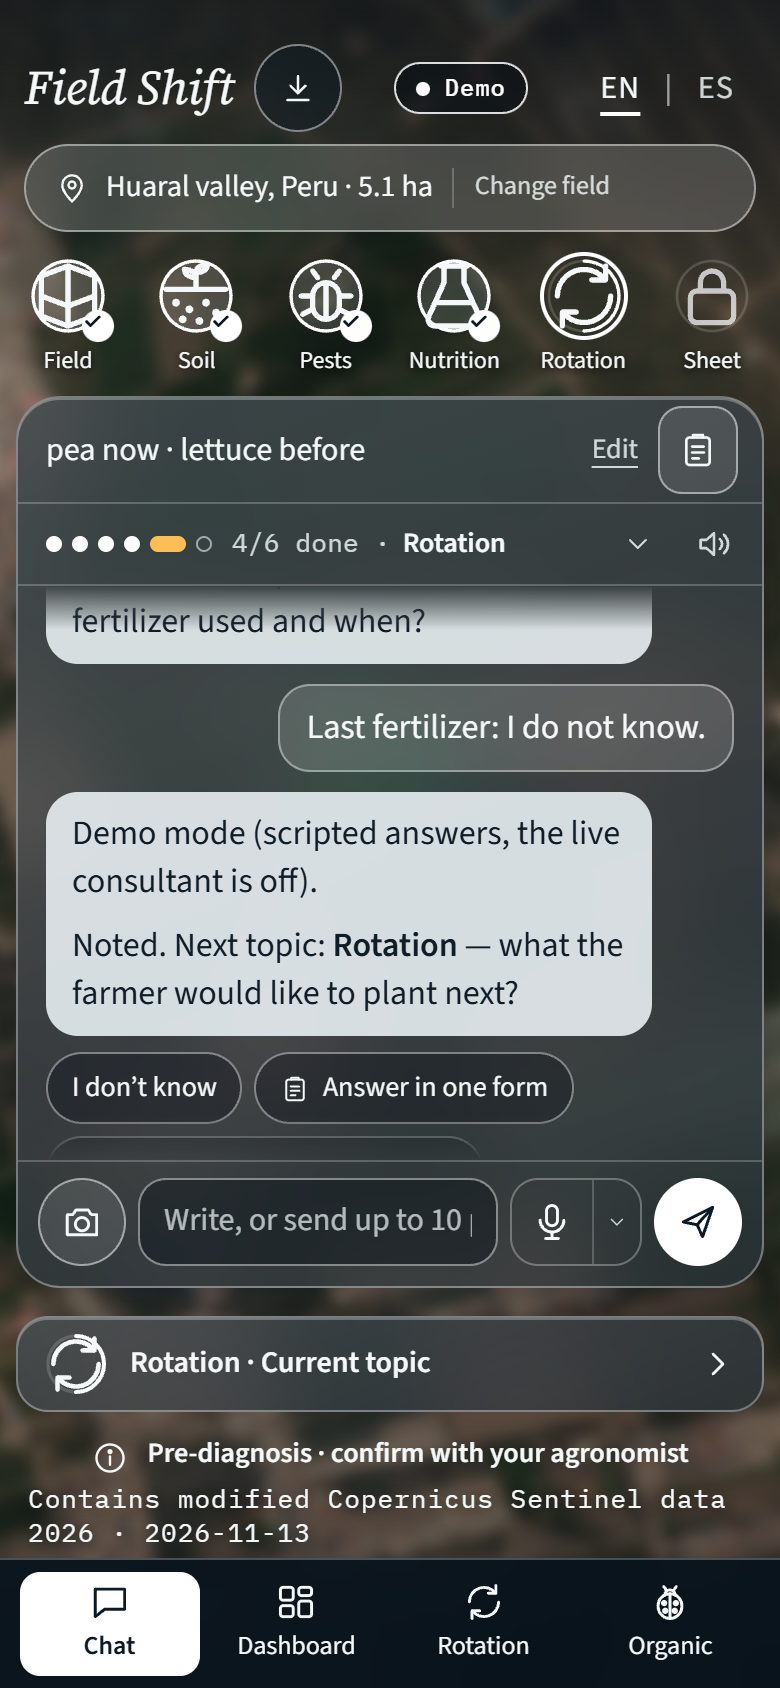 Field Shift
Demo
EN | ES
Huaral valley, Peru · 5.1 ha
Change field
Field
Soil
Pests
Nutrition
Rotation
Sheet
pea now · lettuce before
Edit
4/6 done · Rotation
fertilizer used and when?
Last fertilizer: I do not know.
Demo mode (scripted answers, the live
consultant is off).
Noted. Next topic: Rotation — what the
farmer would like to plant next?
I don’t know
Answer in one form
Write, or send up to 10
Rotation · Current topic
Pre-diagnosis · confirm with your agronomist
Contains modified Copernicus Sentinel data
2026 · 2026-11-13
Chat
Dashboard
Rotation
Organic